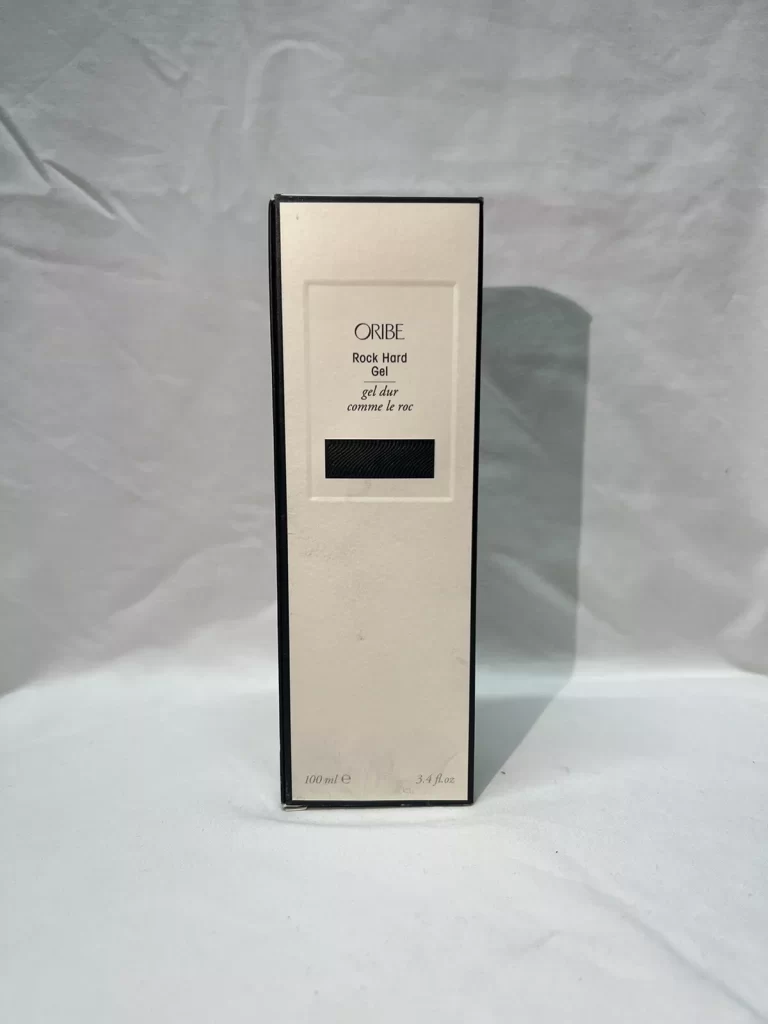 ORIBE
Rock Hard
Gel
gel dur
comme le roc
100 ml ℮
3.4 fl.oz